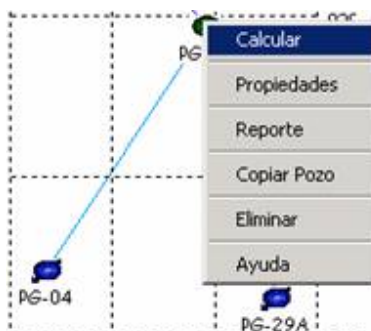 PG
Calcular
Propiedades
Reporte
Copiar Pozo
Eliminar
Ayuda
PG-04
PG-29A